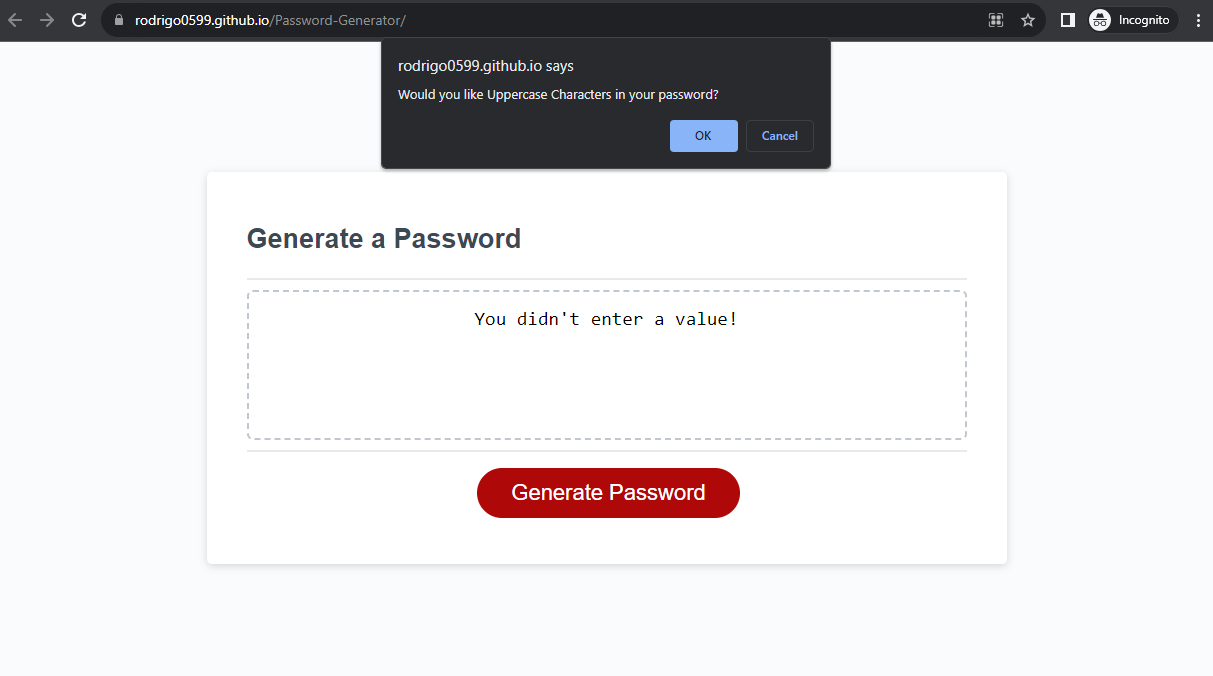 rodrigo0599.github.io/Password-Generator/
Incognito
rodrigo0599.github.io says
Would you like Uppercase Characters in your password?
OK
Cancel
Generate a Password
You didn't enter a value!
Generate Password